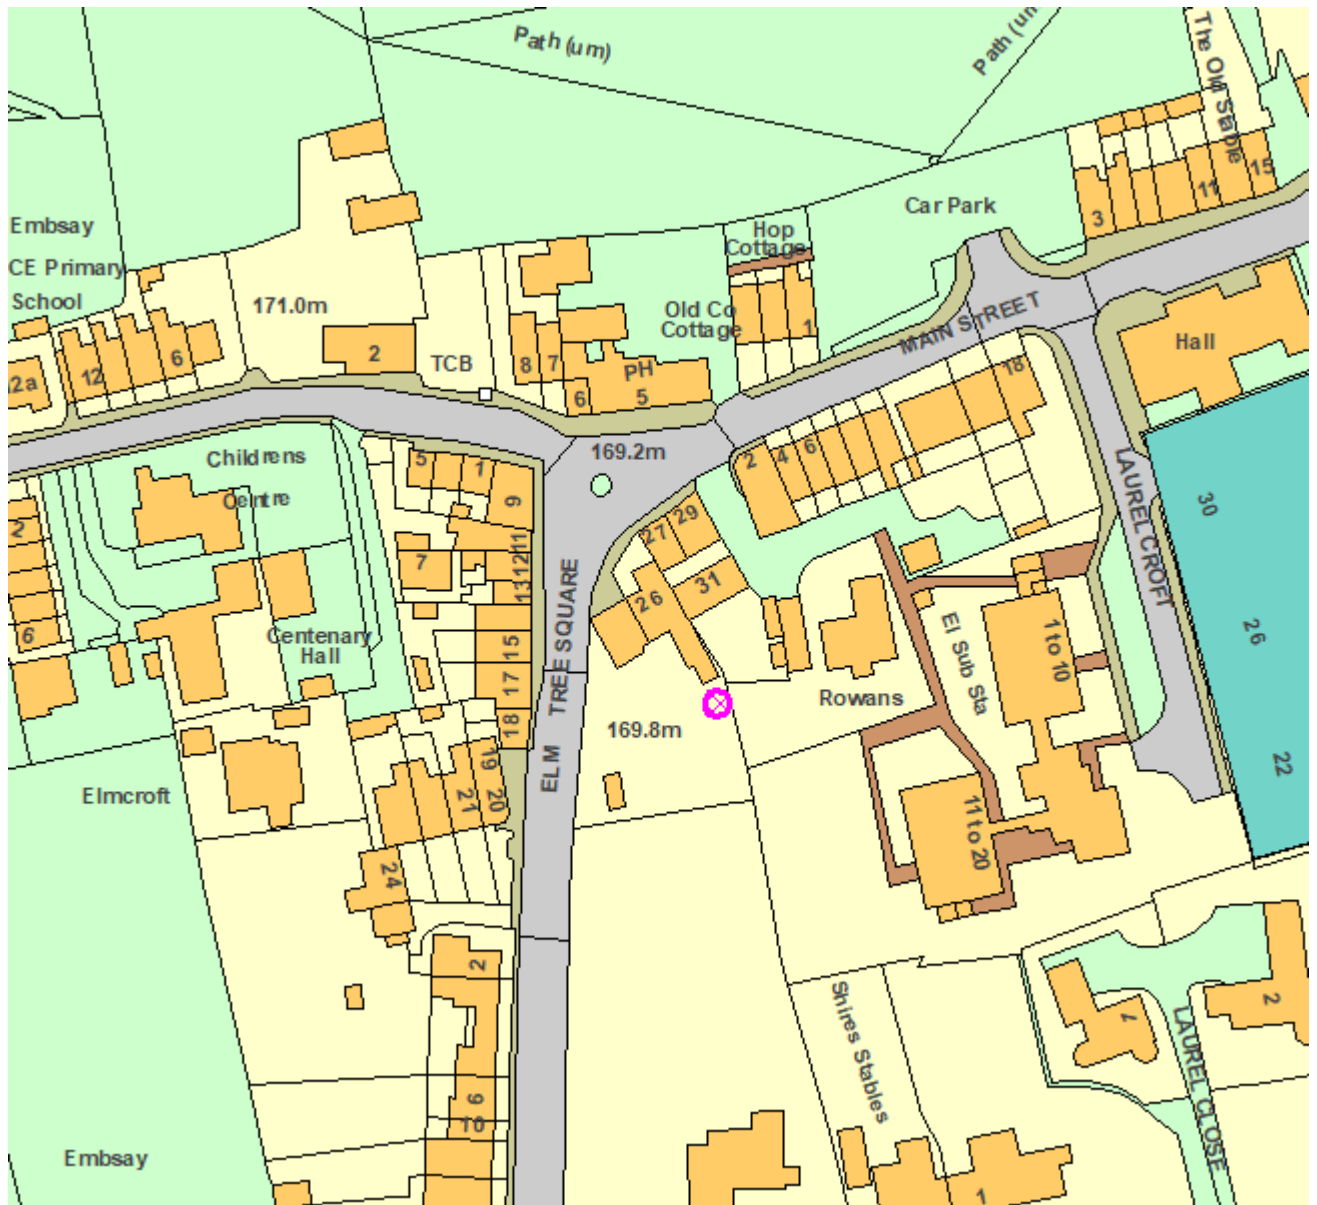 Path (um)
Path (un
The Old Stable
Embsay
CE Primary
School
171.0m
Hop
Cottage
Car Park
3
11
15
Old Co
Cottage
1
MAIN STREET
Hall
2a
12
6
2
TCB
8
7
6
PH
5
18
169.2m
2
4
6
Childrens
Centre
5
1
9
11
12
13
7
27
29
31
26
LAUREL CROFT
30
26
22
2
6
Centenary
Hall
15
17
18
ELM TREE SQUARE
169.8m
Rowans
El Sub Sta
1 to 10
11 to 20
Elmcroft
19
20
21
24
2
6
10
Shires Stables
7
2
LAUREL CLOSE
Embsay
1